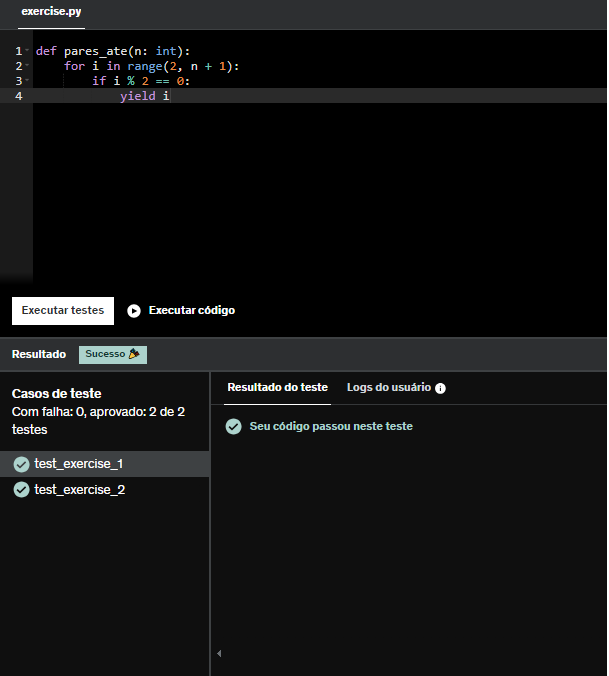 exercise.py
1 def pares_ate(n: int):
2 for i in range(2, n + 1):
3 if i % 2 == 0:
4 yield i
Executar testes Executar código
Resultado Sucesso 🎉
Casos de teste
Com falha: 0, aprovado: 2 de 2
testes
test_exercise_1
test_exercise_2
Resultado do teste Logs do usuário
Seu código passou neste teste